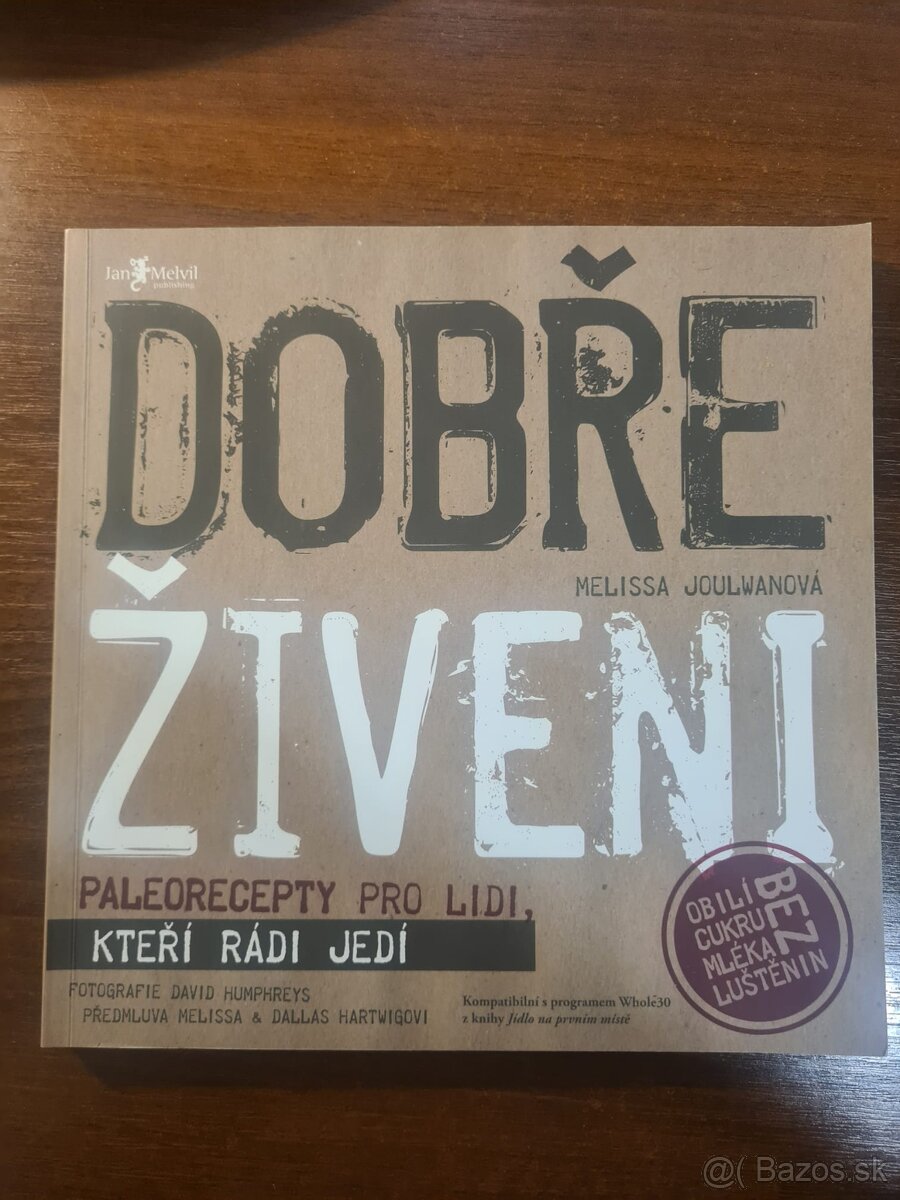 Jan Melvil
publishing
DOBŘE
MELISSA JOULWANOVÁ
ŽIVENI
PALEORECEPTY PRO LIDI,
KTEŘÍ RÁDI JEDÍ
BEZ
OBILÍ
CUKRU
MLÉKA
LUŠTĚNIN
FOTOGRAFIE DAVID HUMPHREYS
PŘEDMLUVA MELISSA & DALLAS HARTWIGOVI
Kompatibilní s programem Whole30
z knihy Jídlo na prvním místě
@( Bazos.sk